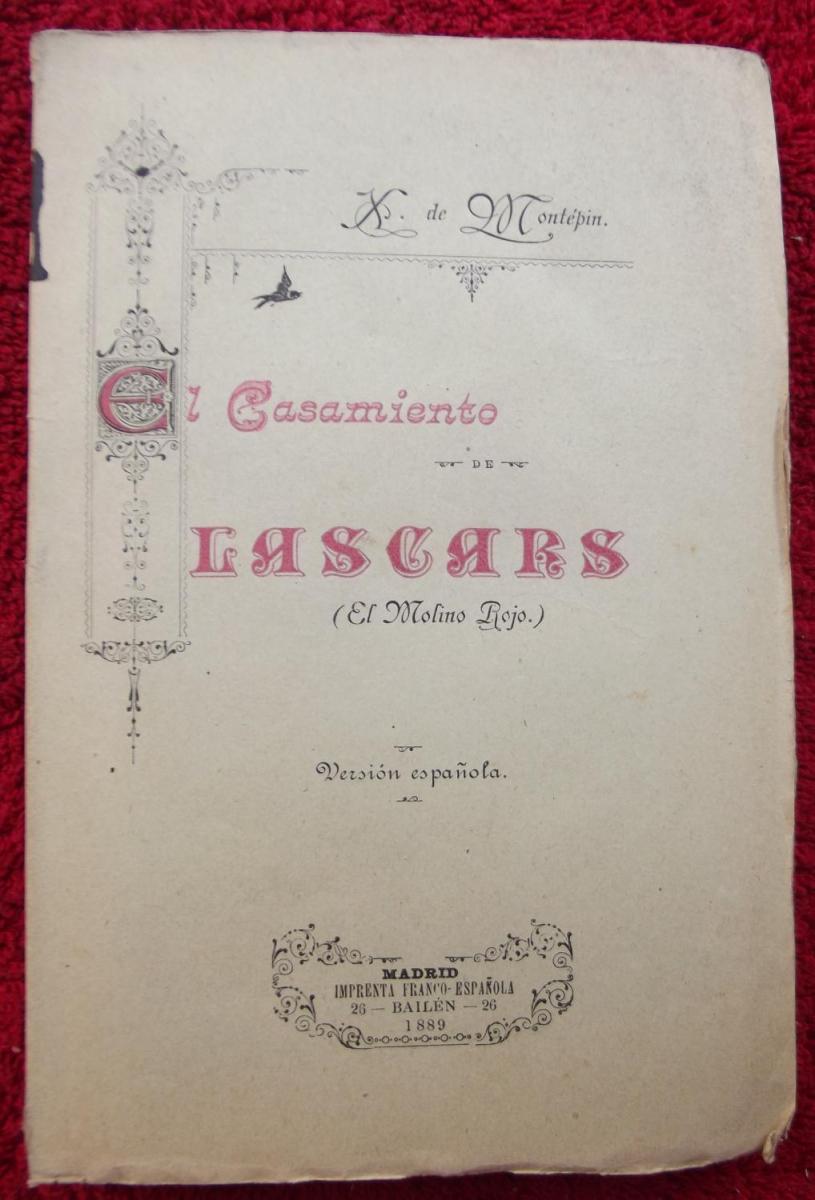 X. de Montépin.
El Casamiento
DE
LASCARS
(El Molino Rojo.)
Versión española.
MADRID
IMPRENTA FRANCO-ESPAÑOLA
26 — BAILÉN — 26
1889